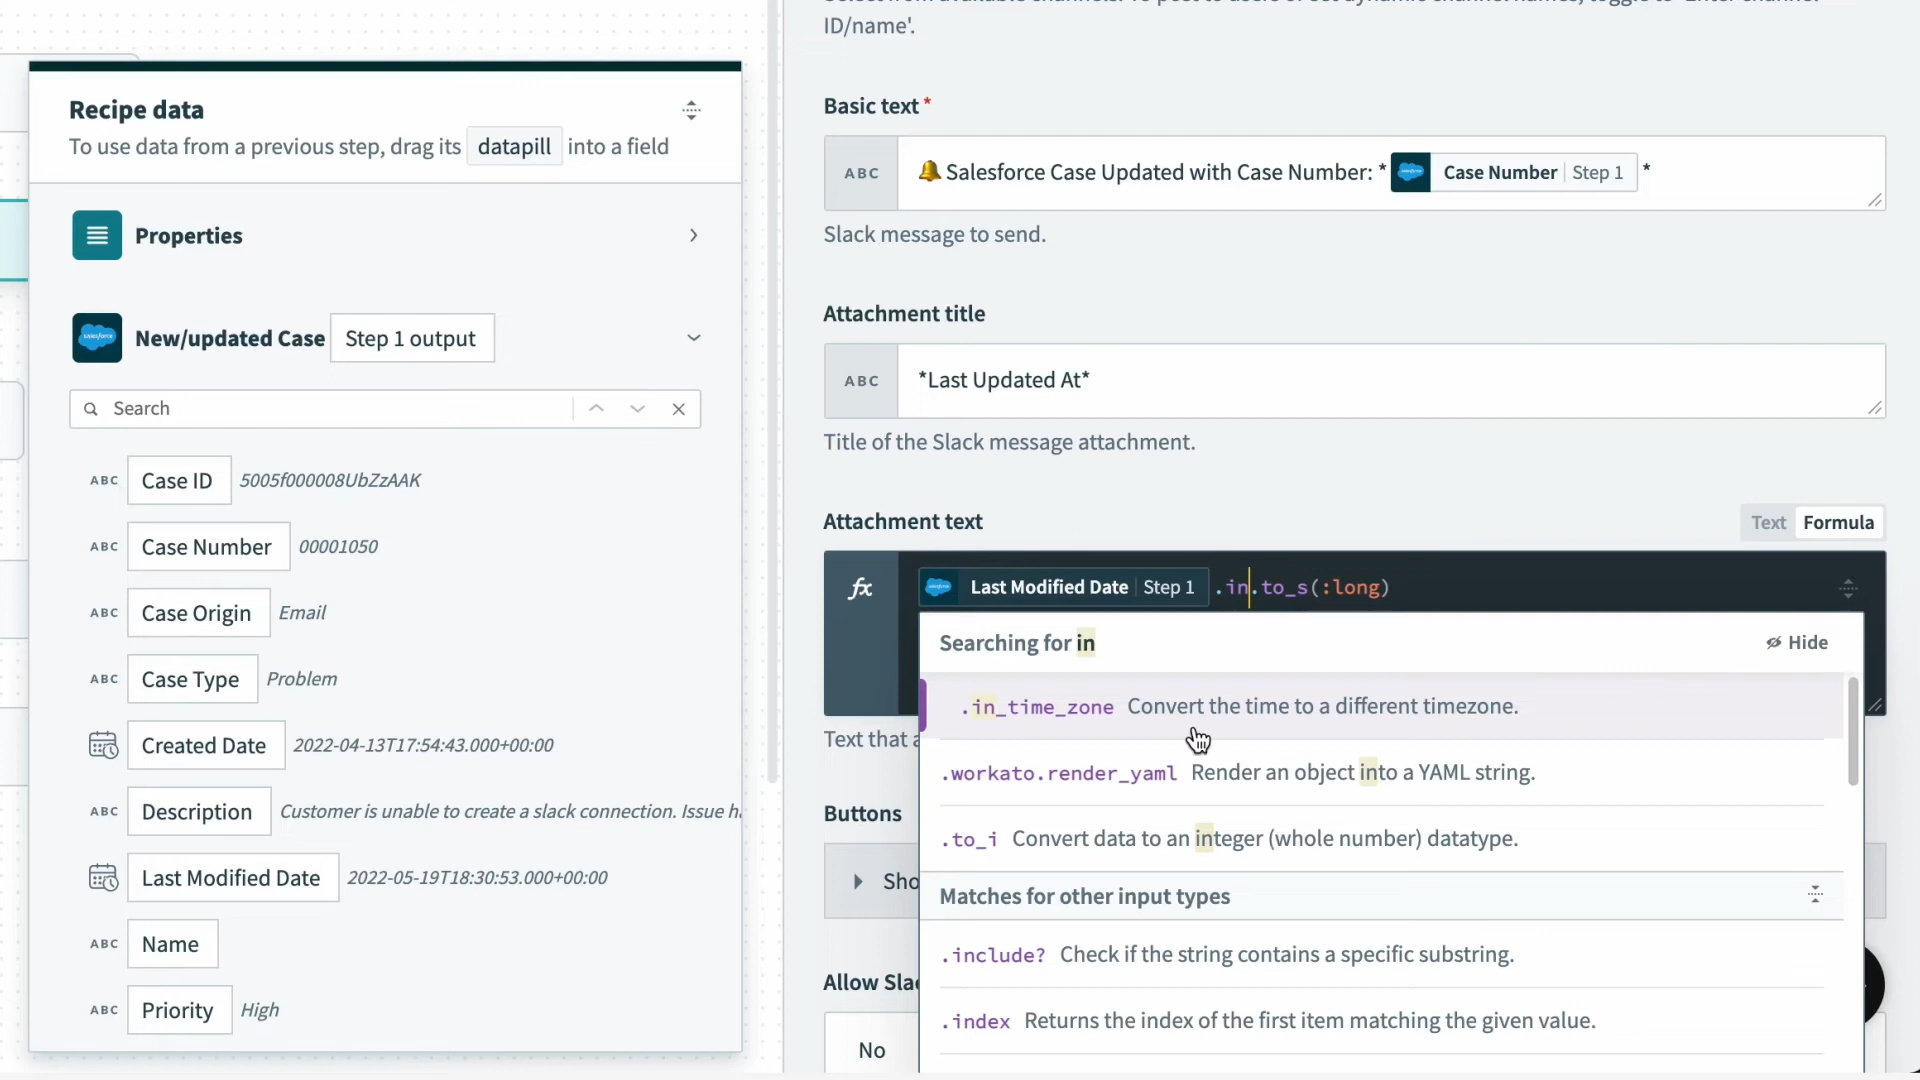 ID/name'.
Recipe data
To use data from a previous step, drag its datapill into a field
Properties
New/updated Case Step 1 output
Search
ABC Case ID 5005f000008UbZzAAK
ABC Case Number 00001050
ABC Case Origin Email
ABC Case Type Problem
Created Date 2022-04-13T17:54:43.000+00:00
ABC Description Customer is unable to create a slack connection. Issue ha
Last Modified Date 2022-05-19T18:30:53.000+00:00
ABC Name
ABC Priority High
Basic text*
ABC 🔔 Salesforce Case Updated with Case Number: * Case Number Step 1 *
Slack message to send.
Attachment title
ABC *Last Updated At*
Title of the Slack message attachment.
Attachment text
Text Formula
fx Last Modified Date Step 1 .in.to_s(:long)
Searching for in Hide
.in_time_zone Convert the time to a different timezone.
Text that a
.workato.render_yaml Render an object into a YAML string.
Buttons
.to_i Convert data to an integer (whole number) datatype.
Sho
Matches for other input types
.include? Check if the string contains a specific substring.
Allow Slac
.index Returns the index of the first item matching the given value.
No